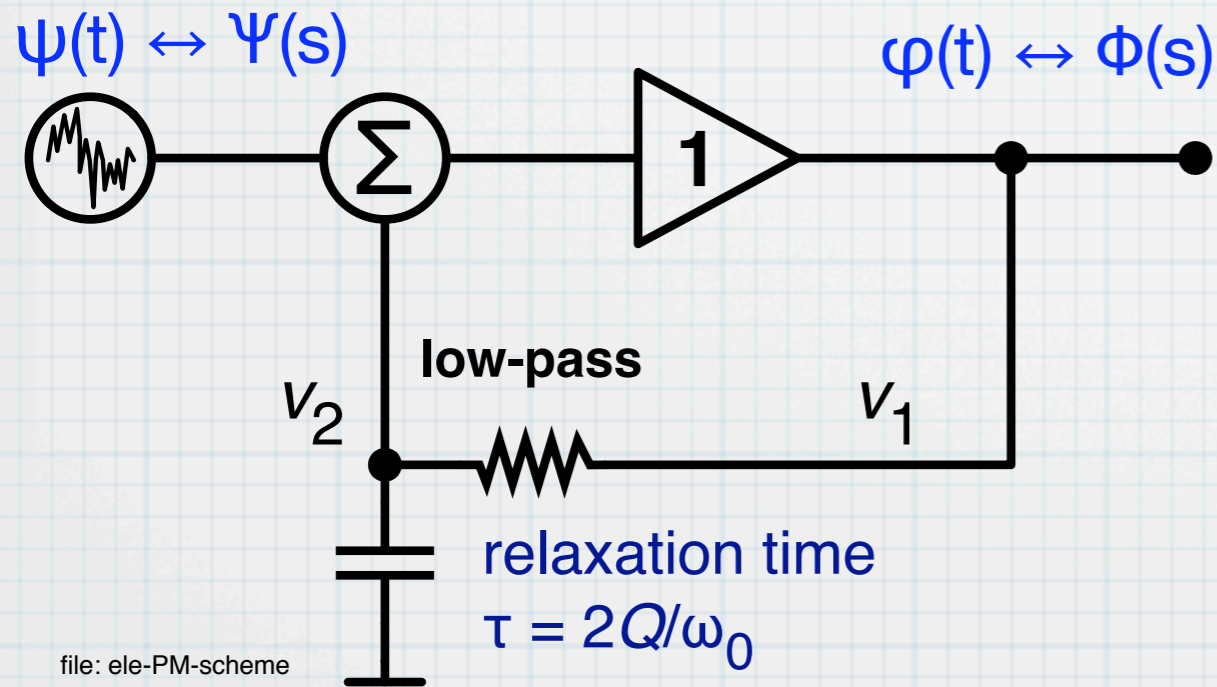 ψ(t) ↔ Ψ(s)
φ(t) ↔ Φ(s)
Σ
1
low-pass
v2
v1
relaxation time
τ = 2Q/ω0
file: ele-PM-scheme